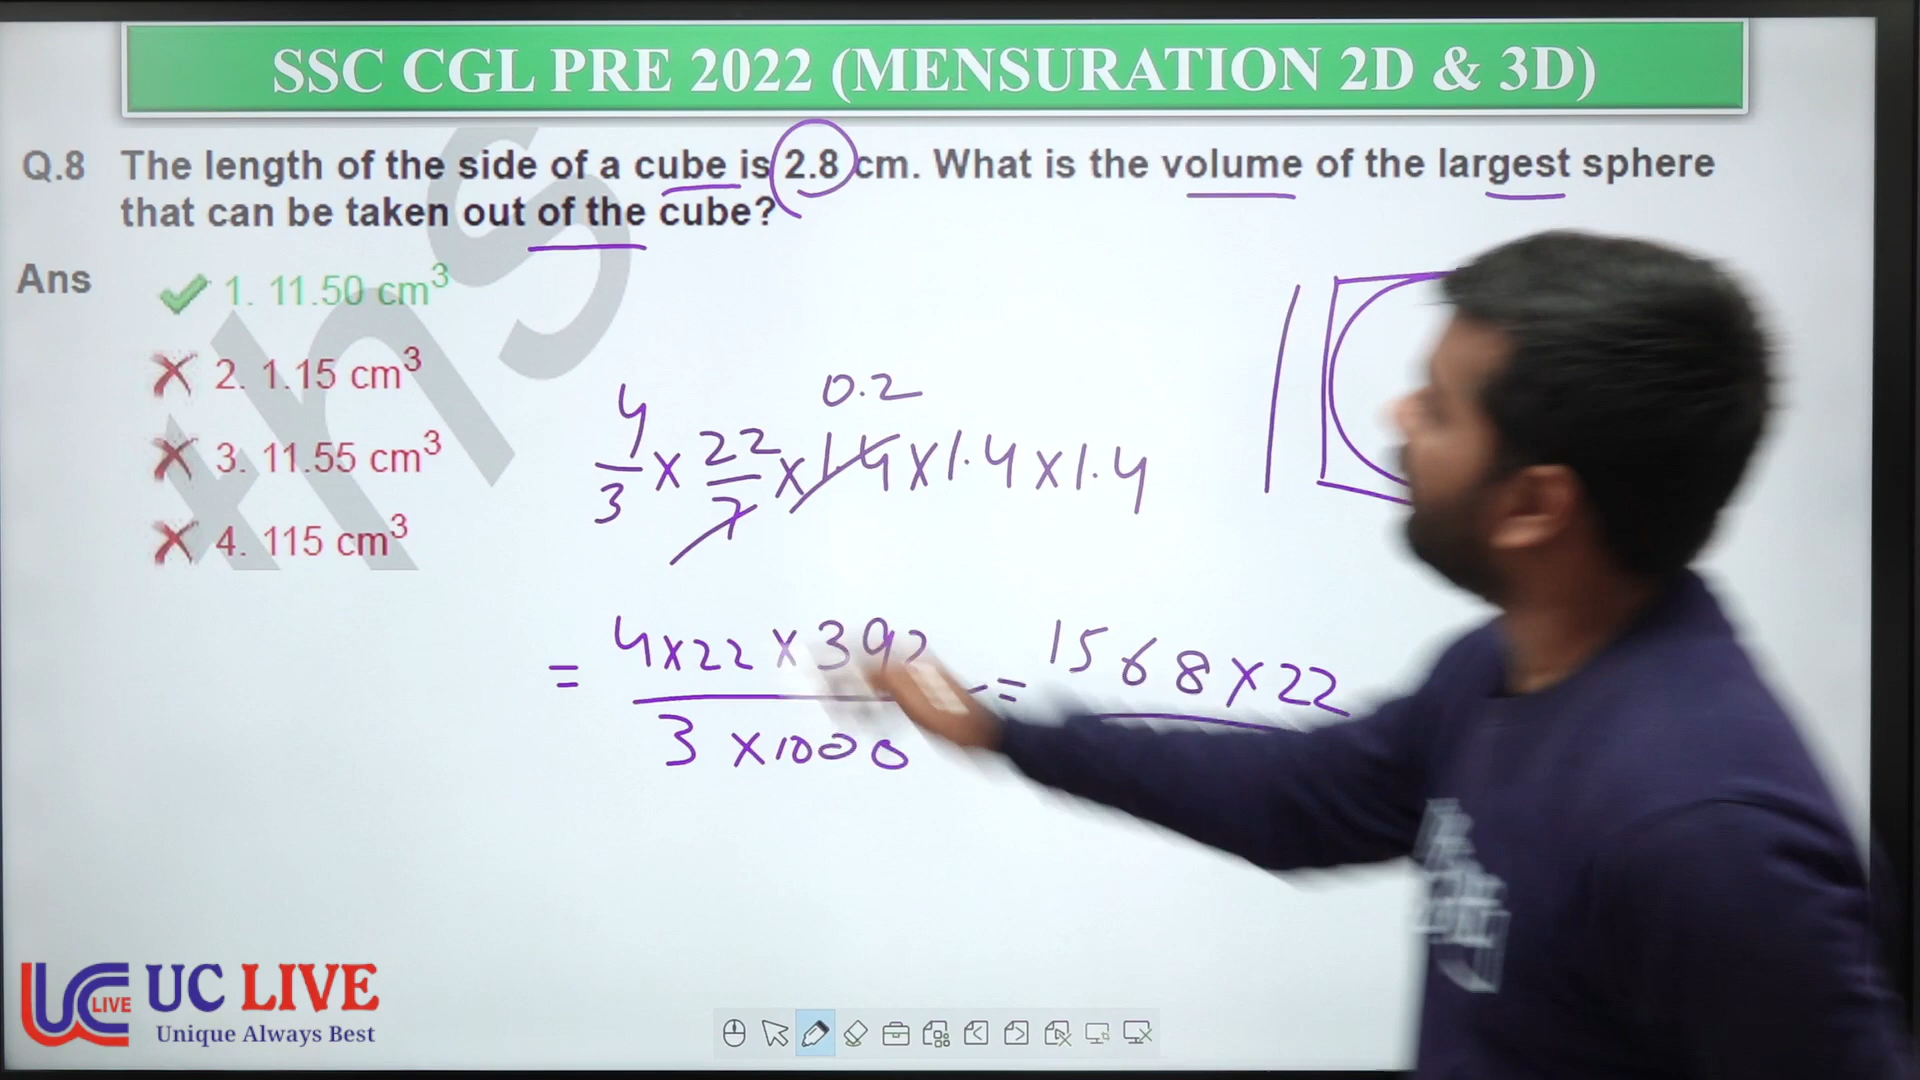 SSC CGL PRE 2022 (MENSURATION 2D & 3D)
Q.8 The length of the side of a cube is 2.8 cm. What is the volume of the largest sphere
that can be taken out of the cube?
Ans
1. 11.50 cm³
2. 1.15 cm³
3. 11.55 cm³
4. 115 cm³
ths
0.2
4/3 × 22/7 × 1.4 × 1.4 × 1.4
= 4×22×392 / 3×1000 = 1568×22
UC LIVE
LIVE
Unique Always Best